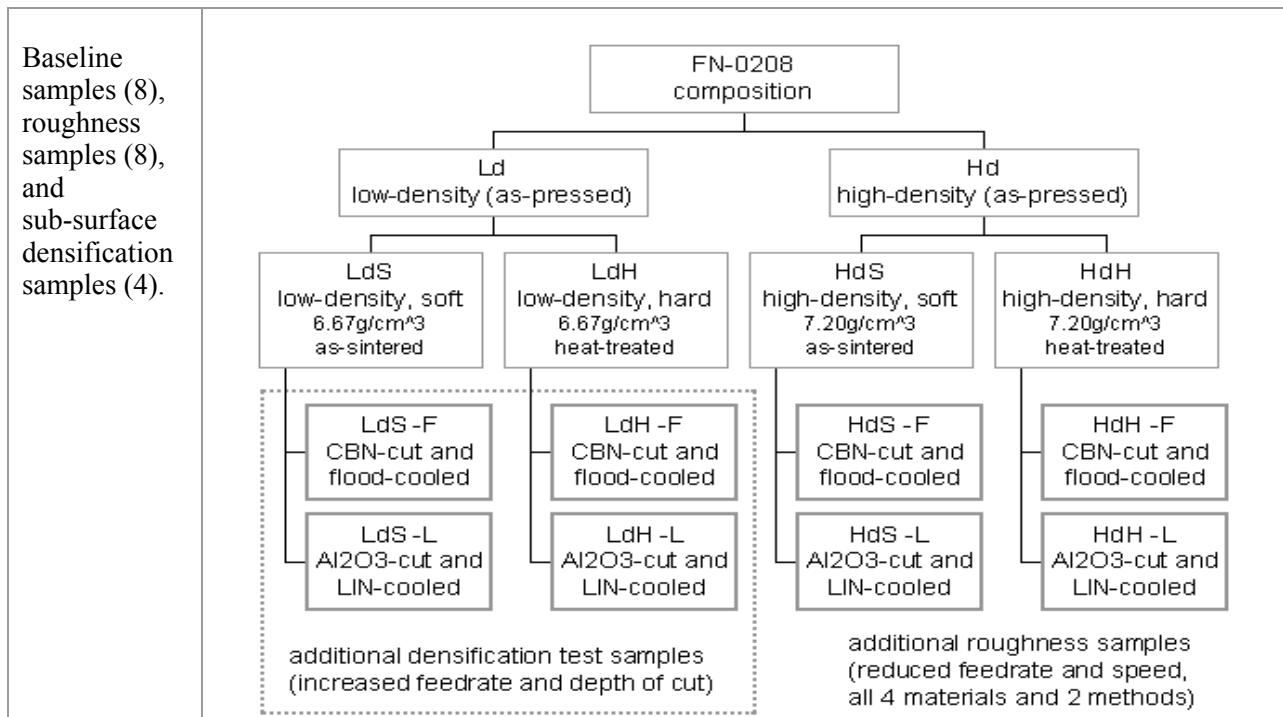 Baseline
samples (8),
roughness
samples (8),
and
sub-surface
densification
samples (4).
FN-0208
composition
Ld
low-density (as-pressed)
Hd
high-density (as-pressed)
LdS
low-density, soft
6.67g/cm^3
as-sintered
LdH
low-density, hard
6.67g/cm^3
heat-treated
HdS
high-density, soft
7.20g/cm^3
as-sintered
HdH
high-density, hard
7.20g/cm^3
heat-treated
LdS -F
CBN-cut and
flood-cooled
LdH -F
CBN-cut and
flood-cooled
HdS -F
CBN-cut and
flood-cooled
HdH -F
CBN-cut and
flood-cooled
LdS -L
Al2O3-cut and
LIN-cooled
LdH -L
Al2O3-cut and
LIN-cooled
HdS -L
Al2O3-cut and
LIN-cooled
HdH -L
Al2O3-cut and
LIN-cooled
additional densification test samples
(increased feedrate and depth of cut)
additional roughness samples
(reduced feedrate and speed,
all 4 materials and 2 methods)